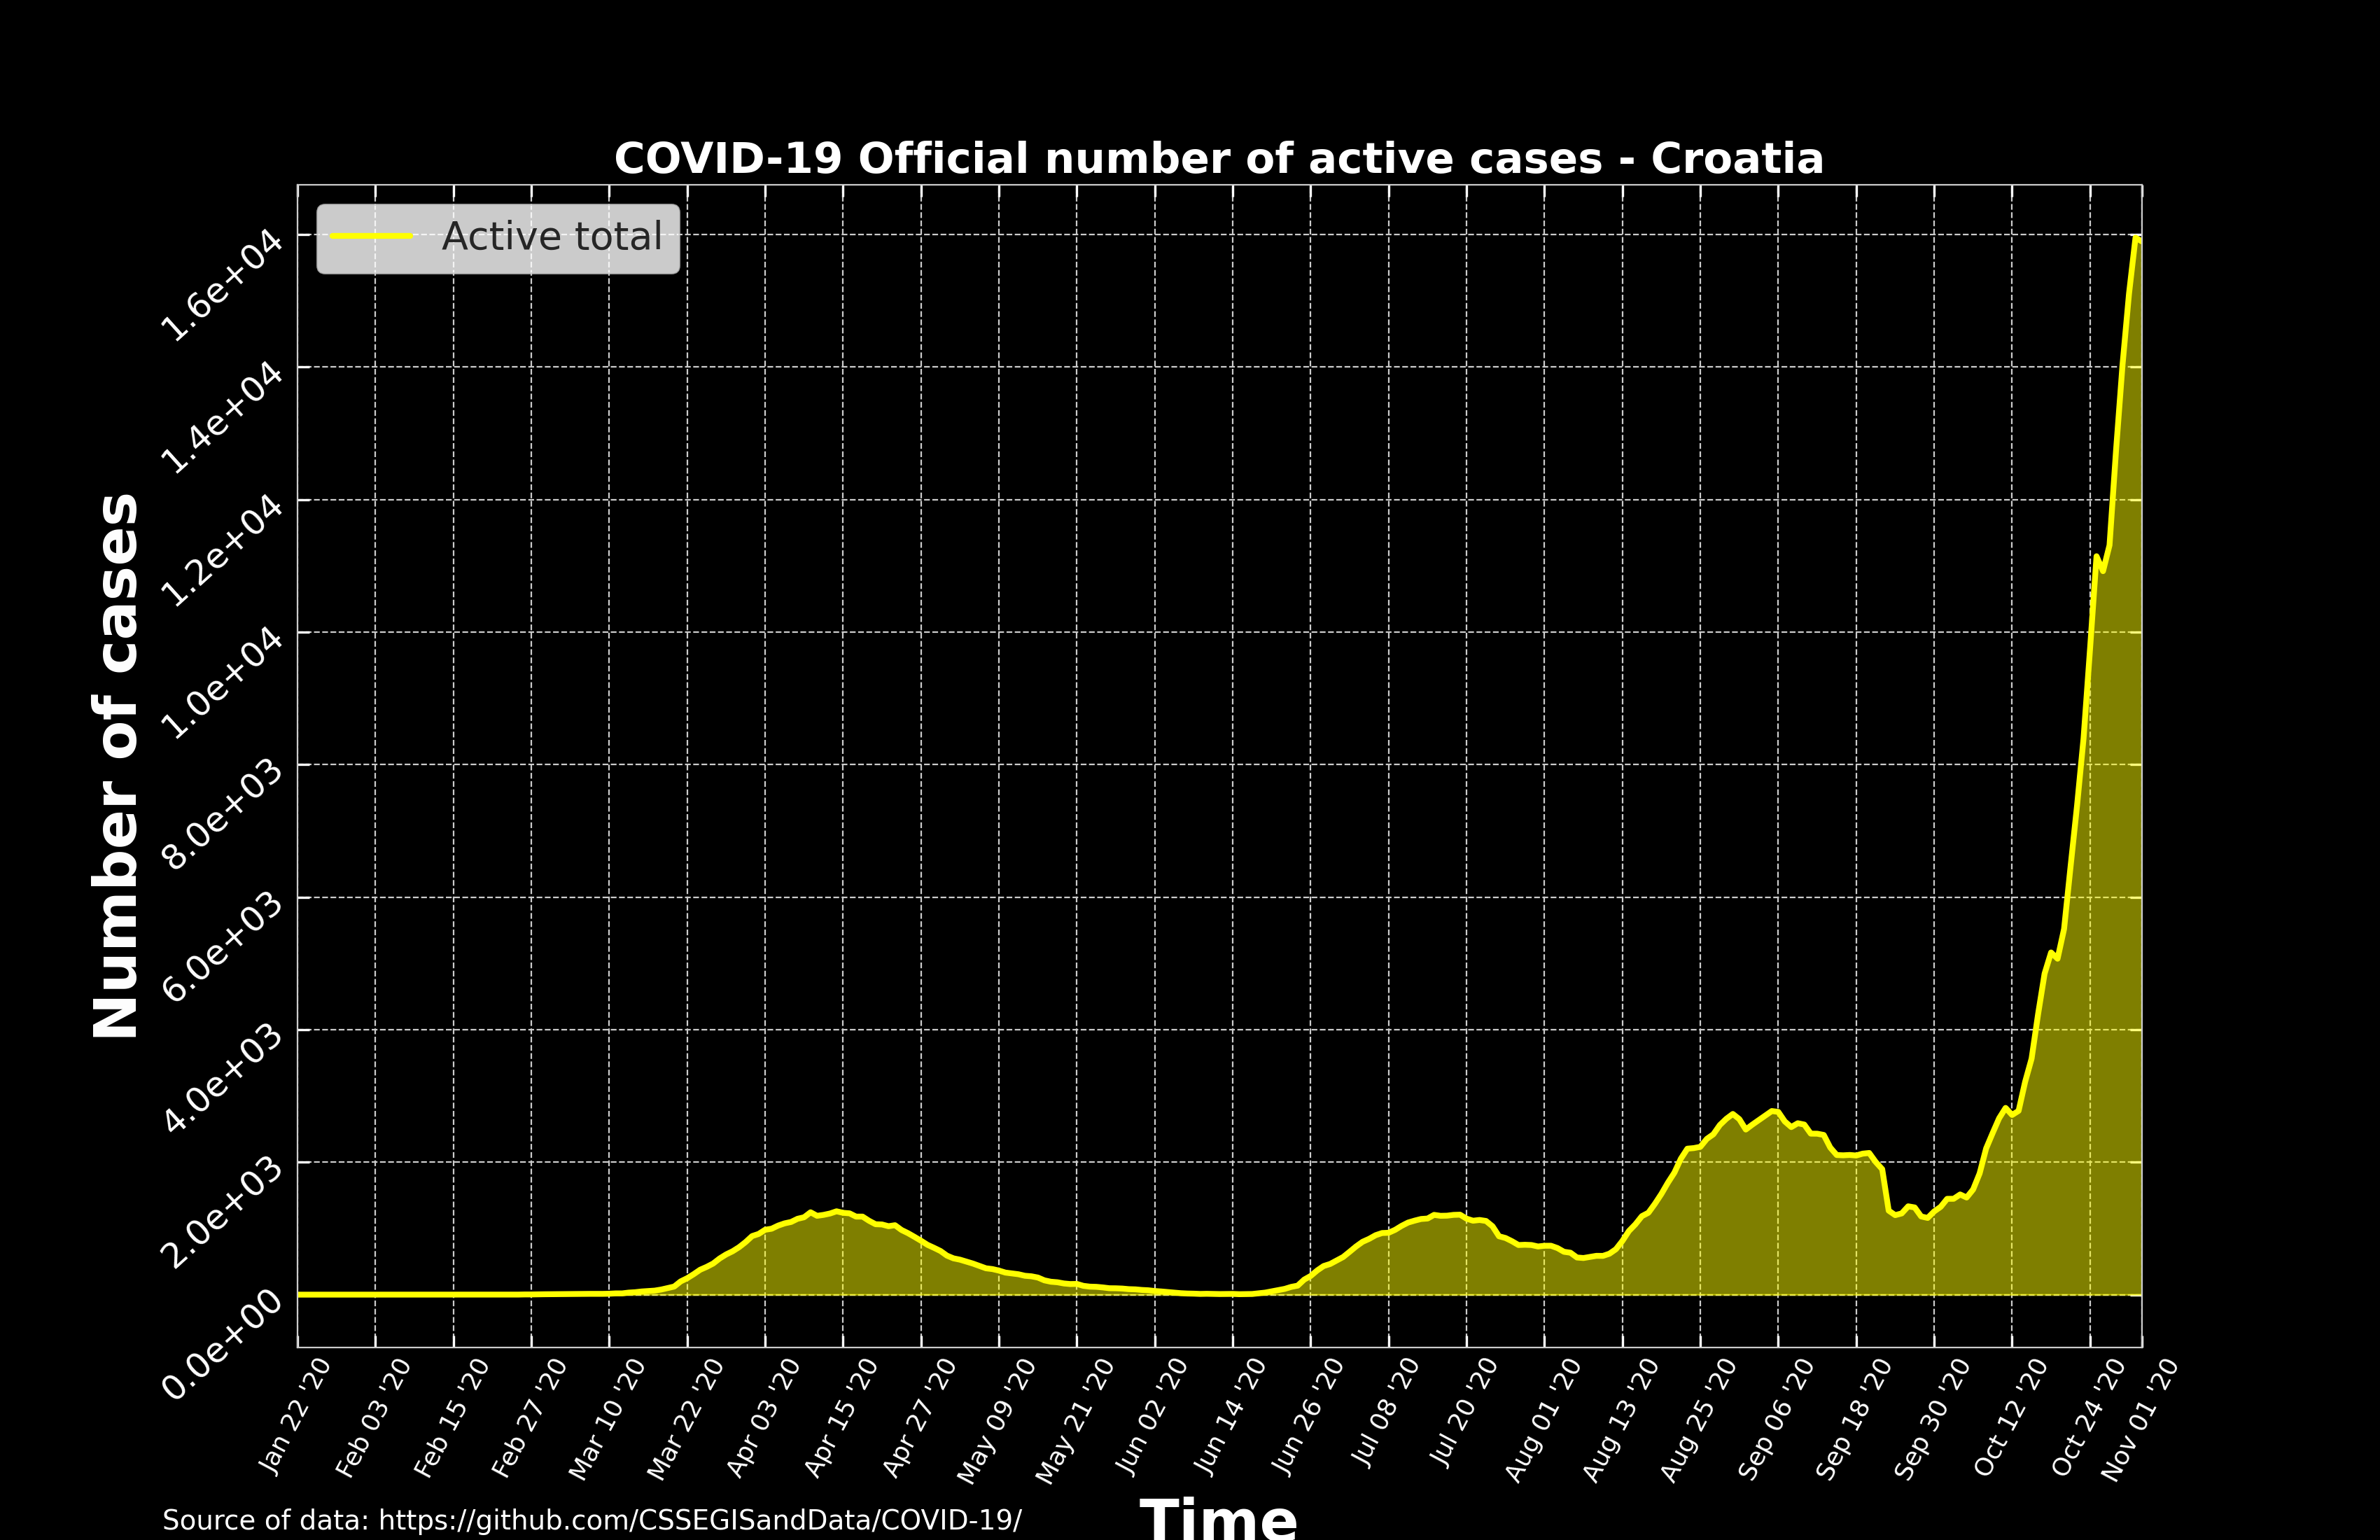 COVID-19 Official number of active cases - Croatia
Active total
Number of cases
1.6e+04
1.4e+04
1.2e+04
1.0e+04
8.0e+03
6.0e+03
4.0e+03
2.0e+03
0.0e+00
Jan 22 '20
Feb 03 '20
Feb 15 '20
Feb 27 '20
Mar 10 '20
Mar 22 '20
Apr 03 '20
Apr 15 '20
Apr 27 '20
May 09 '20
May 21 '20
Jun 02 '20
Jun 14 '20
Jun 26 '20
Jul 08 '20
Jul 20 '20
Aug 01 '20
Aug 13 '20
Aug 25 '20
Sep 06 '20
Sep 18 '20
Sep 30 '20
Oct 12 '20
Oct 24 '20
Nov 01 '20
Time
Source of data: https://github.com/CSSEGISandData/COVID-19/